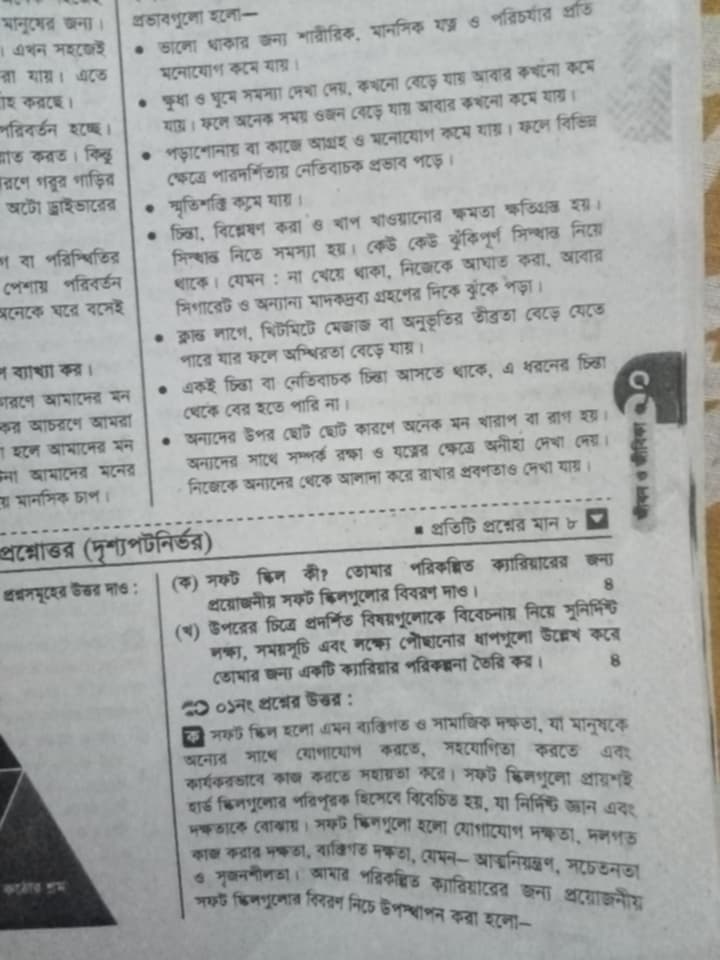 মানুষের জন্য।
। এখন সহজেই
রা যায়। এতে
হে করছে।
পরিবর্তন হচ্ছে।
যাত করত। কিন্তু
রণে গরুর গাড়ির
অটো ড্রাইভারের
া বা পরিস্থিতির
পেশায় পরিবর্তন
অনেকে ঘরে বসেই
ব্যাখ্যা কর।
কারণে আমাদের মন
কর আচরণে আমরা
হলে আমাদের মন
টনা আমাদের মনের
য় মানসিক চাপ।
প্রভাবগুলো হলো—
• ভালো থাকার জন্য শারীরিক, মানসিক যত্ন ও পরিচর্যার প্রতি
মনোযোগ কমে যায়।
• ক্ষুধা ও ঘুমে সমস্যা দেখা দেয়, কখনো বেড়ে যায় আবার কখনো কমে
যায়। ফলে অনেক সময় ওজন বেড়ে যায় আবার কখনো কমে যায়।
• পড়াশোনায় বা কাজে আগ্রহ ও মনোযোগ কমে যায়। ফলে বিভিন্ন
ক্ষেত্রে পারদর্শিতায় নেতিবাচক প্রভাব পড়ে।
• স্মৃতিশক্তি কমে যায়।
• চিন্তা, বিশ্লেষণ করা ও খাপ খাওয়ানোর ক্ষমতা ক্ষতিগ্রস্ত হয়।
সিদ্ধান্ত নিতে সমস্যা হয়। কেউ কেউ ঝুঁকিপূর্ণ সিদ্ধান্ত নিয়ে
থাকে। যেমন : না খেয়ে থাকা, নিজেকে আঘাত করা, আবার
সিগারেট ও অন্যান্য মাদকদ্রব্য গ্রহণের দিকে ঝুঁকে পড়া।
• ক্লান্ত লাগে, খিটমিটে মেজাজ বা অনুভূতির তীব্রতা বেড়ে যেতে
পারে যার ফলে অস্থিরতা বেড়ে যায়।
• একই চিন্তা বা নেতিবাচক চিন্তা আসতে থাকে, এ ধরনের চিন্তা
থেকে বের হতে পারি না।
• অন্যদের উপর ছোট ছোট কারণে অনেক মন খারাপ বা রাগ হয়।
অন্যদের সাথে সম্পর্ক রক্ষা ও যত্নের ক্ষেত্রে অনীহা দেখা দেয়।
নিজেকে অন্যদের থেকে আলাদা করে রাখার প্রবণতাও দেখা যায়।
জীবন ও জীবিকা
প্রশ্নোত্তর (দৃশ্যপটনির্ভর)
▪ প্রতিটি প্রশ্নের মান ৮
প্রশ্নসমূহের উত্তর দাও :
কঠোর শ্রম
(ক) সফট স্কিল কী? তোমার পরিকল্পিত ক্যারিয়ারের জন্য
প্রয়োজনীয় সফট স্কিলগুলোর বিবরণ দাও। ৪
(খ) উপরের চিত্রে প্রদর্শিত বিষয়গুলোকে বিবেচনায় নিয়ে সুনির্দিষ্ট
লক্ষ্য, সময়সূচি এবং লক্ষ্যে পৌঁছানোর ধাপগুলো উল্লেখ করে
তোমার জন্য একটি ক্যারিয়ার পরিকল্পনা তৈরি কর। ৪
০১নং প্রশ্নের উত্তর :
ক সফট স্কিল হলো এমন ব্যক্তিগত ও সামাজিক দক্ষতা, যা মানুষকে
অন্যের সাথে যোগাযোগ করতে, সহযোগিতা করতে এবং
কার্যকরভাবে কাজ করতে সহায়তা করে। সফট স্কিলগুলো প্রায়শই
হার্ড স্কিলগুলোর পরিপূরক হিসেবে বিবেচিত হয়, যা নির্দিষ্ট জ্ঞান এবং
দক্ষতাকে বোঝায়। সফট স্কিলগুলো হলো যোগাযোগ দক্ষতা, দলগত
কাজ করার দক্ষতা, ব্যক্তিগত দক্ষতা, যেমন— আত্মনিয়ন্ত্রণ, সচেতনতা
ও সৃজনশীলতা। আমার পরিকল্পিত ক্যারিয়ারের জন্য প্রয়োজনীয়
সফট স্কিলগুলোর বিবরণ নিচে উপস্থাপন করা হলো—